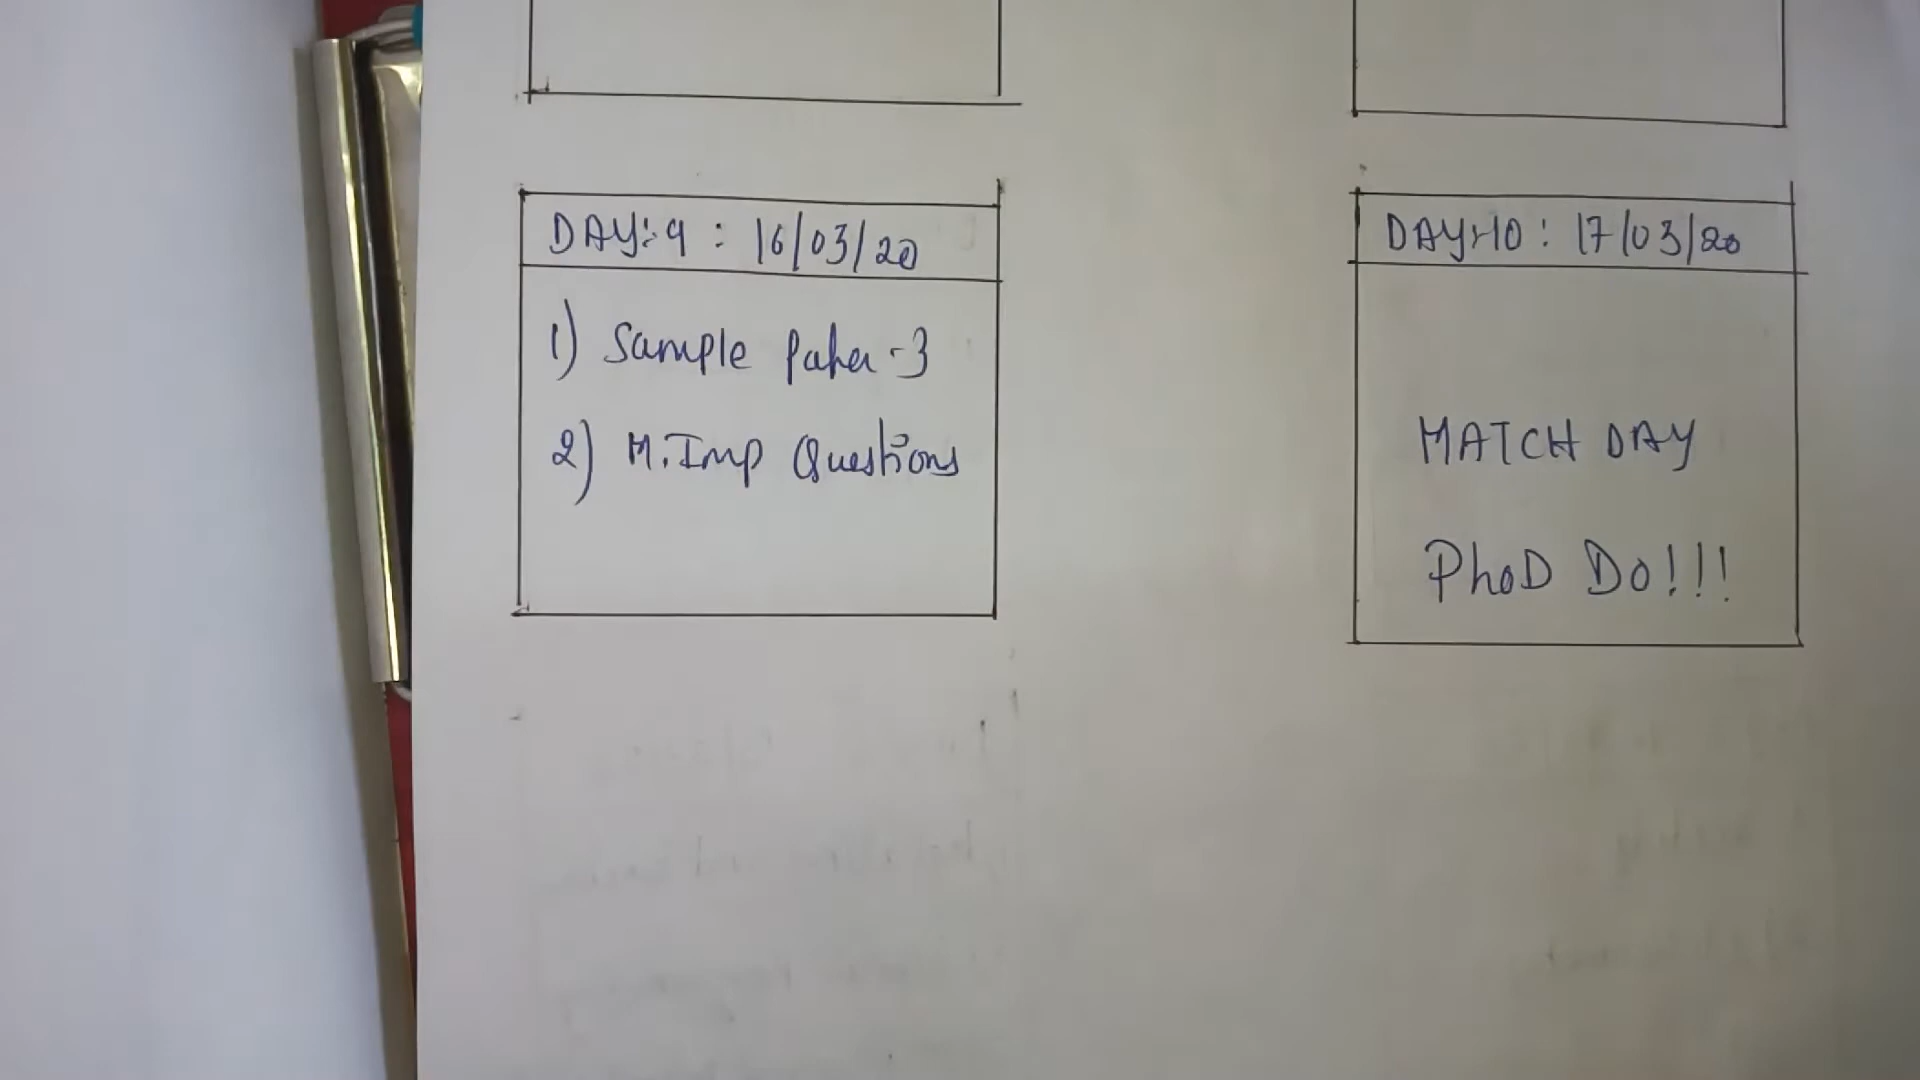 DAY:-9 : 16/03/20
1) Sample Paper - 3
2) M.Imp Questions
DAY:-10 : 17/03/20
MATCH DAY
PhoD Do!!!